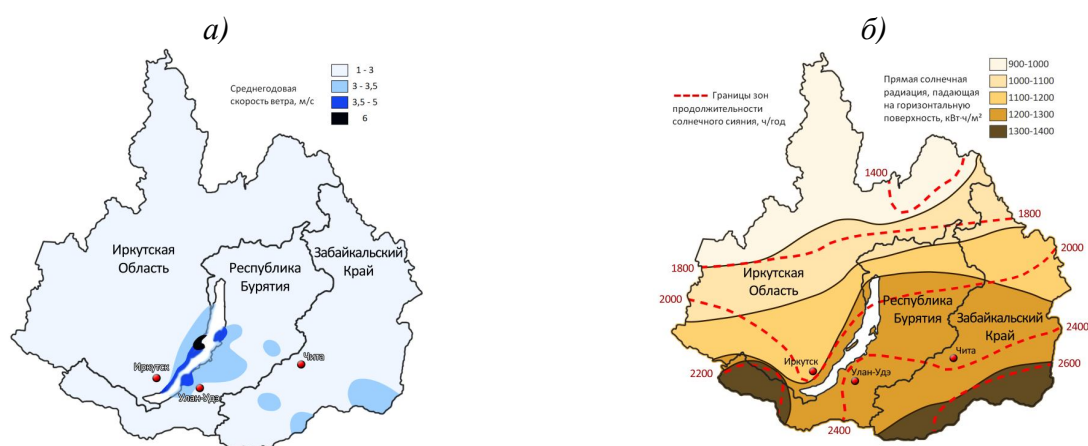 а)
Среднегодовая
скорость ветра, м/с
1 - 3
3 - 3,5
3,5 - 5
6
Иркутская
Область
Республика
Бурятия
Забайкальский
Край
Иркутск
Улан-Удэ
Чита
б)
Границы зон
продолжительности
солнечного сияния, ч/год
Прямая солнечная
радиация, падающая
на горизонтальную
поверхность, кВт·ч/м²
900-1000
1000-1100
1100-1200
1200-1300
1300-1400
1400
1800
2000
1800
2000
Иркутская
Область
Республика
Бурятия
Забайкальский
Край
2400
Чита
Иркутск
Улан-Удэ
2200
2600
2400